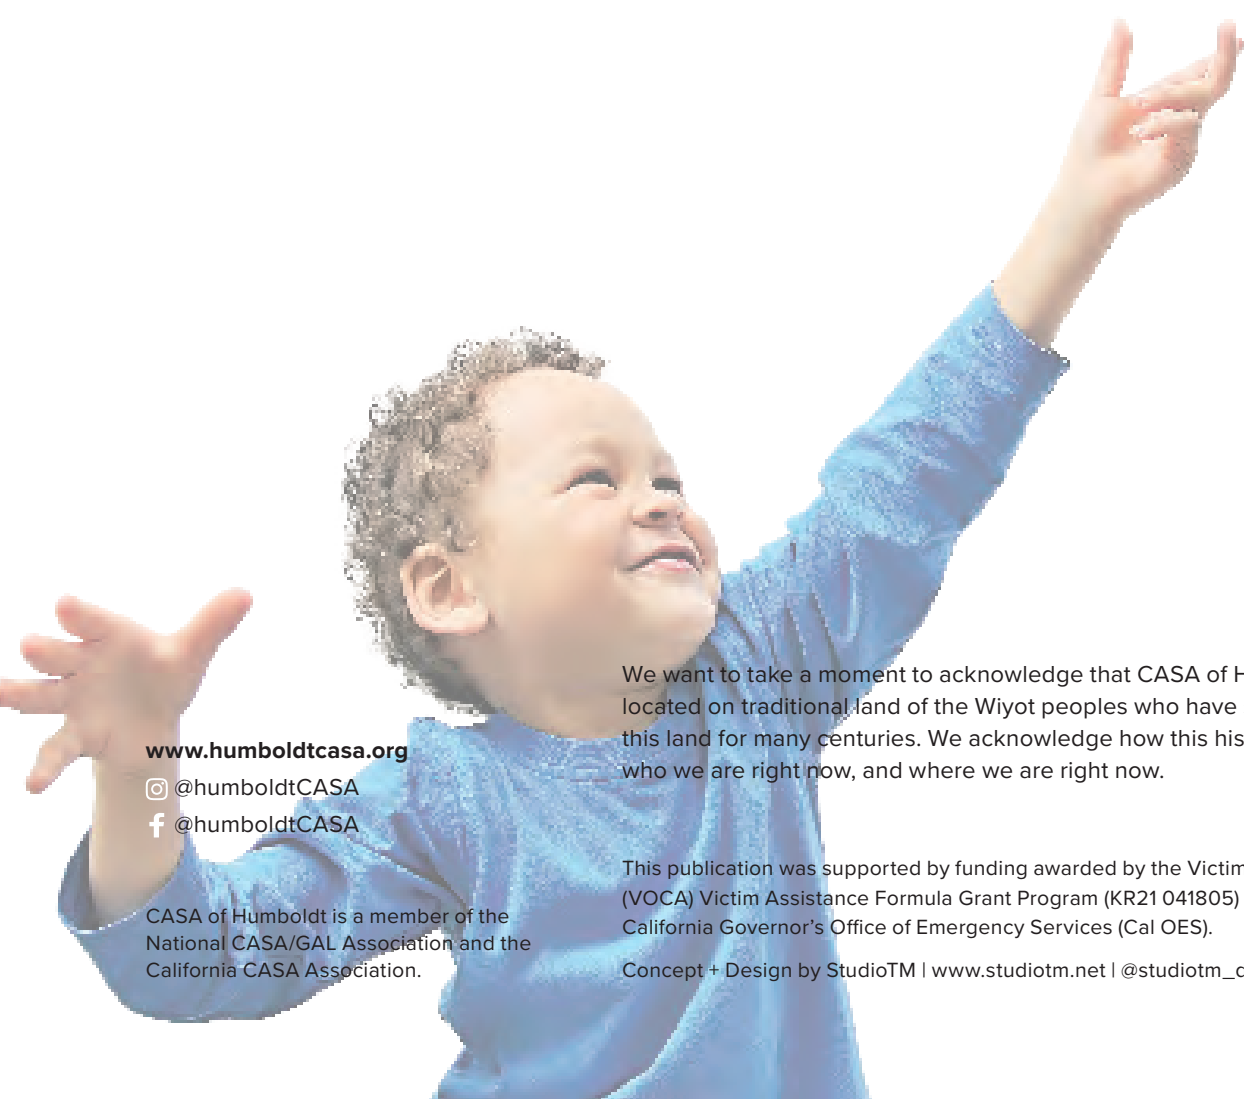 www.humboldtcasa.org
@humboldtCASA
@humboldtCASA
CASA of Humboldt is a member of the
National CASA/GAL Association and the
California CASA Association.
We want to take a moment to acknowledge that CASA of H
located on traditional land of the Wiyot peoples who have
this land for many centuries. We acknowledge how this his
who we are right now, and where we are right now.
This publication was supported by funding awarded by the Victim
(VOCA) Victim Assistance Formula Grant Program (KR21 041805)
California Governor’s Office of Emergency Services (Cal OES).
Concept + Design by StudioTM | www.studiotm.net | @studiotm_